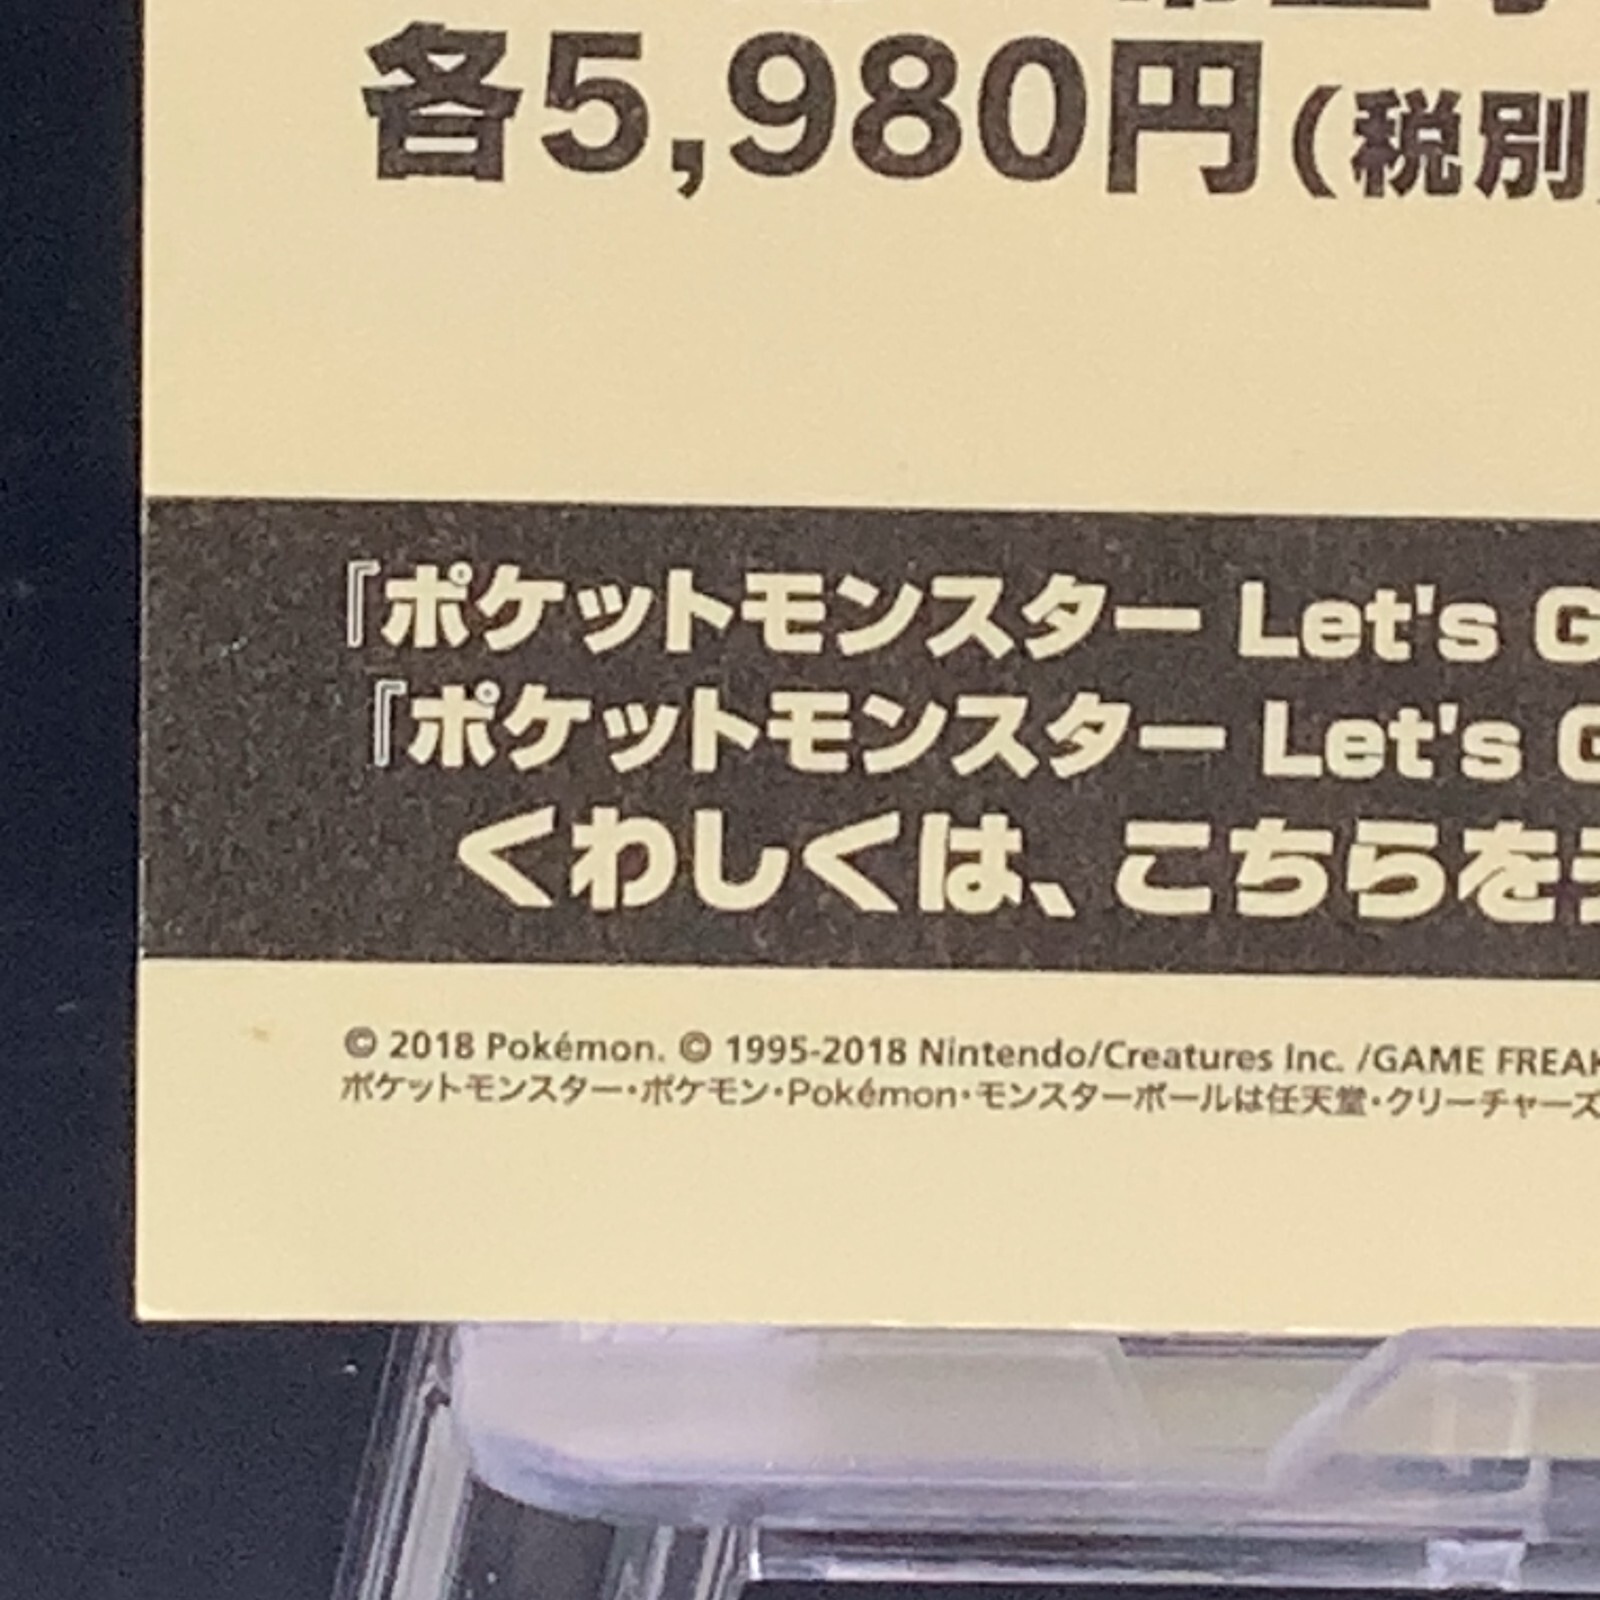 各5,980円(税別)
『ポケットモンスター Let's G
『ポケットモンスター Let's G
くわしくは、こちらを
© 2018 Pokémon. © 1995-2018 Nintendo/Creatures Inc. /GAME FREAK
ポケットモンスター・ポケモン・Pokémon・モンスターボールは任天堂・クリーチャーズ